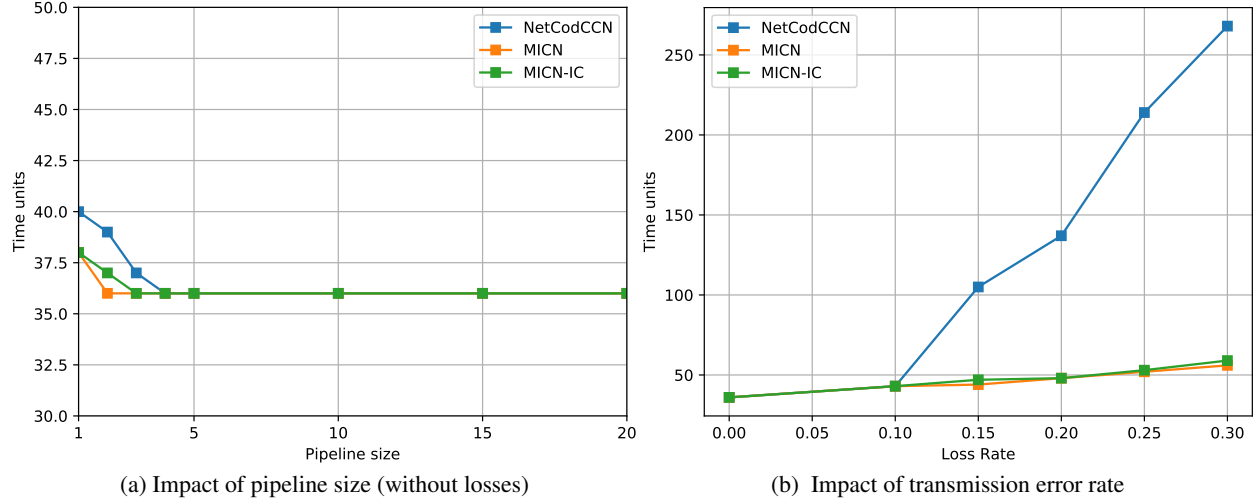 50.0
47.5
45.0
42.5
40.0
37.5
35.0
32.5
30.0
Time units
1
5
10
15
20
Pipeline size
NetCodCCN
MICN
MICN-IC
(a) Impact of pipeline size (without losses)
250
200
150
100
50
Time units
0.00
0.05
0.10
0.15
0.20
0.25
0.30
Loss Rate
NetCodCCN
MICN
MICN-IC
(b) Impact of transmission error rate